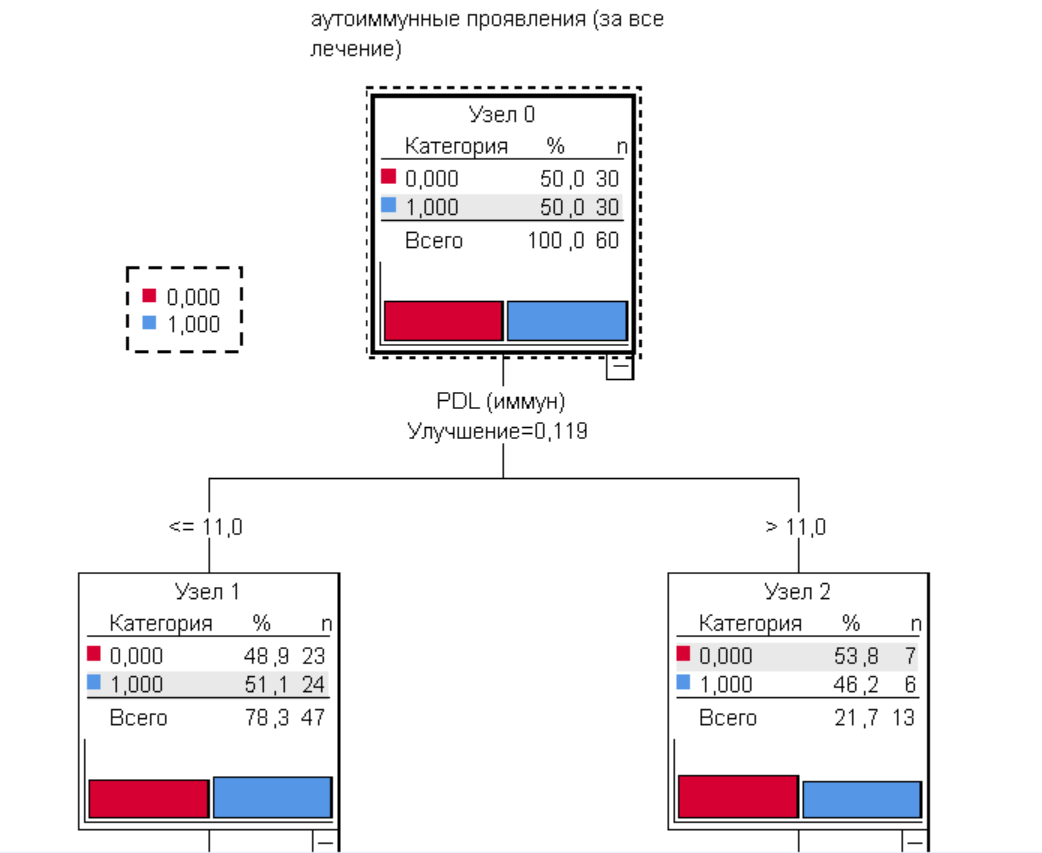 аутоиммунные проявления (за все
лечение)
Узел 0
Категория % n
0,000 50,0 30
1,000 50,0 30
Всего 100,0 60
0,000
1,000
PDL (иммун)
Улучшение=0,119
<= 11,0
> 11,0
Узел 1
Категория % n
0,000 48,9 23
1,000 51,1 24
Всего 78,3 47
Узел 2
Категория % n
0,000 53,8 7
1,000 46,2 6
Всего 21,7 13